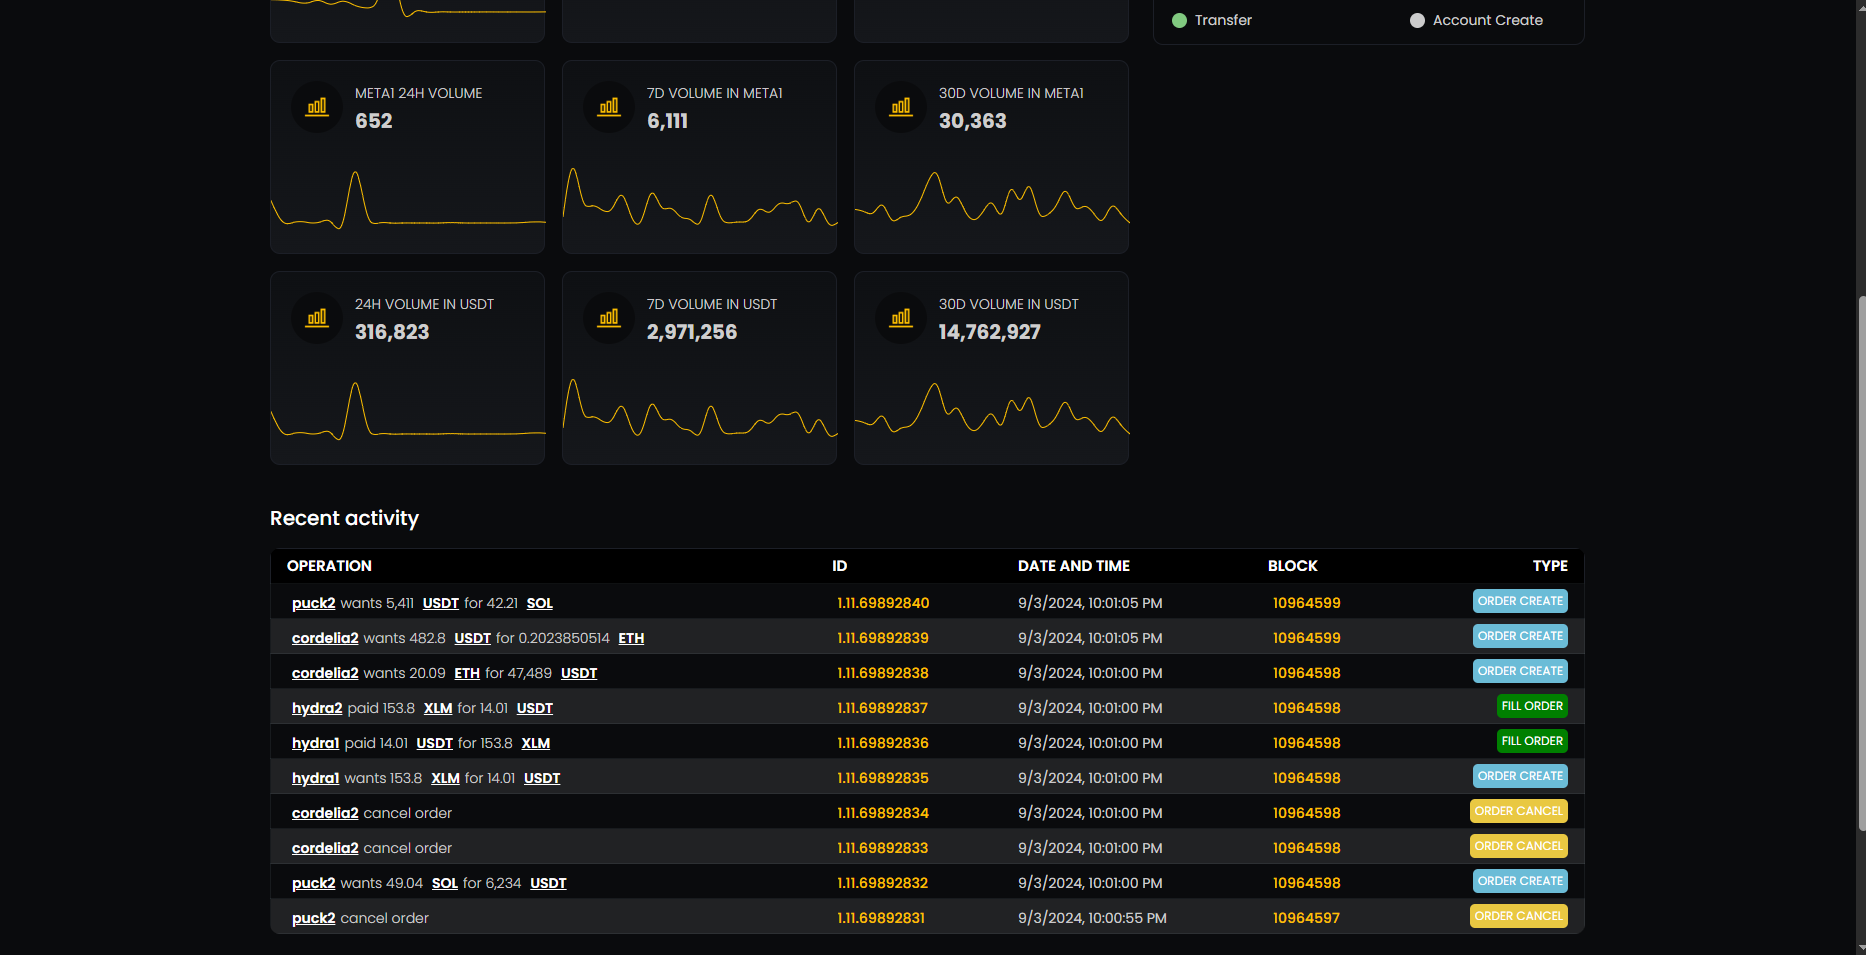 Transfer
Account Create
META1 24H VOLUME
652
7D VOLUME IN META1
6,111
30D VOLUME IN META1
30,363
24H VOLUME IN USDT
316,823
7D VOLUME IN USDT
2,971,256
30D VOLUME IN USDT
14,762,927
Recent activity
OPERATION ID DATE AND TIME BLOCK TYPE
puck2 wants 5,411 USDT for 42.21 SOL 1.11.69892840 9/3/2024, 10:01:05 PM 10964599 ORDER CREATE
cordelia2 wants 482.8 USDT for 0.2023850514 ETH 1.11.69892839 9/3/2024, 10:01:05 PM 10964599 ORDER CREATE
cordelia2 wants 20.09 ETH for 47,489 USDT 1.11.69892838 9/3/2024, 10:01:00 PM 10964598 ORDER CREATE
hydra2 paid 153.8 XLM for 14.01 USDT 1.11.69892837 9/3/2024, 10:01:00 PM 10964598 FILL ORDER
hydra1 paid 14.01 USDT for 153.8 XLM 1.11.69892836 9/3/2024, 10:01:00 PM 10964598 FILL ORDER
hydra1 wants 153.8 XLM for 14.01 USDT 1.11.69892835 9/3/2024, 10:01:00 PM 10964598 ORDER CREATE
cordelia2 cancel order 1.11.69892834 9/3/2024, 10:01:00 PM 10964598 ORDER CANCEL
cordelia2 cancel order 1.11.69892833 9/3/2024, 10:01:00 PM 10964598 ORDER CANCEL
puck2 wants 49.04 SOL for 6,234 USDT 1.11.69892832 9/3/2024, 10:01:00 PM 10964598 ORDER CREATE
puck2 cancel order 1.11.69892831 9/3/2024, 10:00:55 PM 10964597 ORDER CANCEL